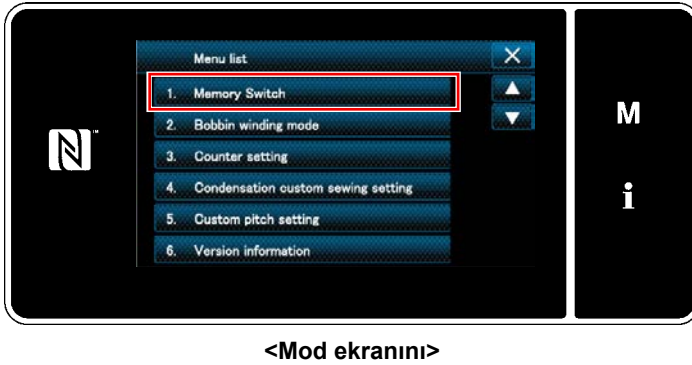 Menu list
1. Memory Switch
2. Bobbin winding mode
3. Counter setting
4. Condensation custom sewing setting
5. Custom pitch setting
6. Version information
M
i
<Mod ekranını>